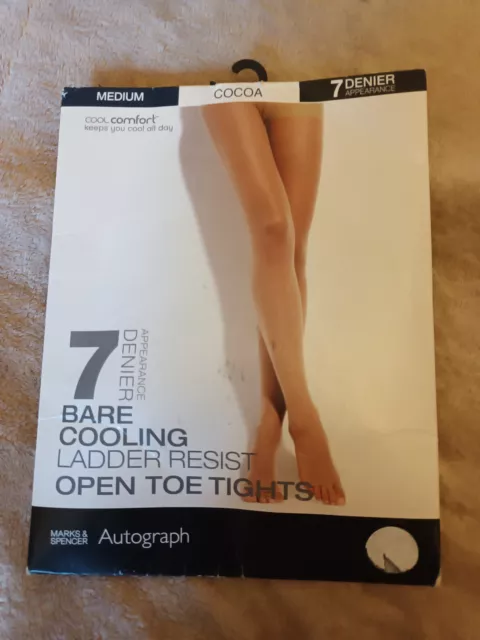 MEDIUM
COCOA
7 DENIER
APPEARANCE
COOL comfort™
keeps you cool all day
7
APPEARANCE
DENIER
BARE
COOLING
LADDER RESIST
OPEN TOE TIGHTS
MARKS &
SPENCER
Autograph